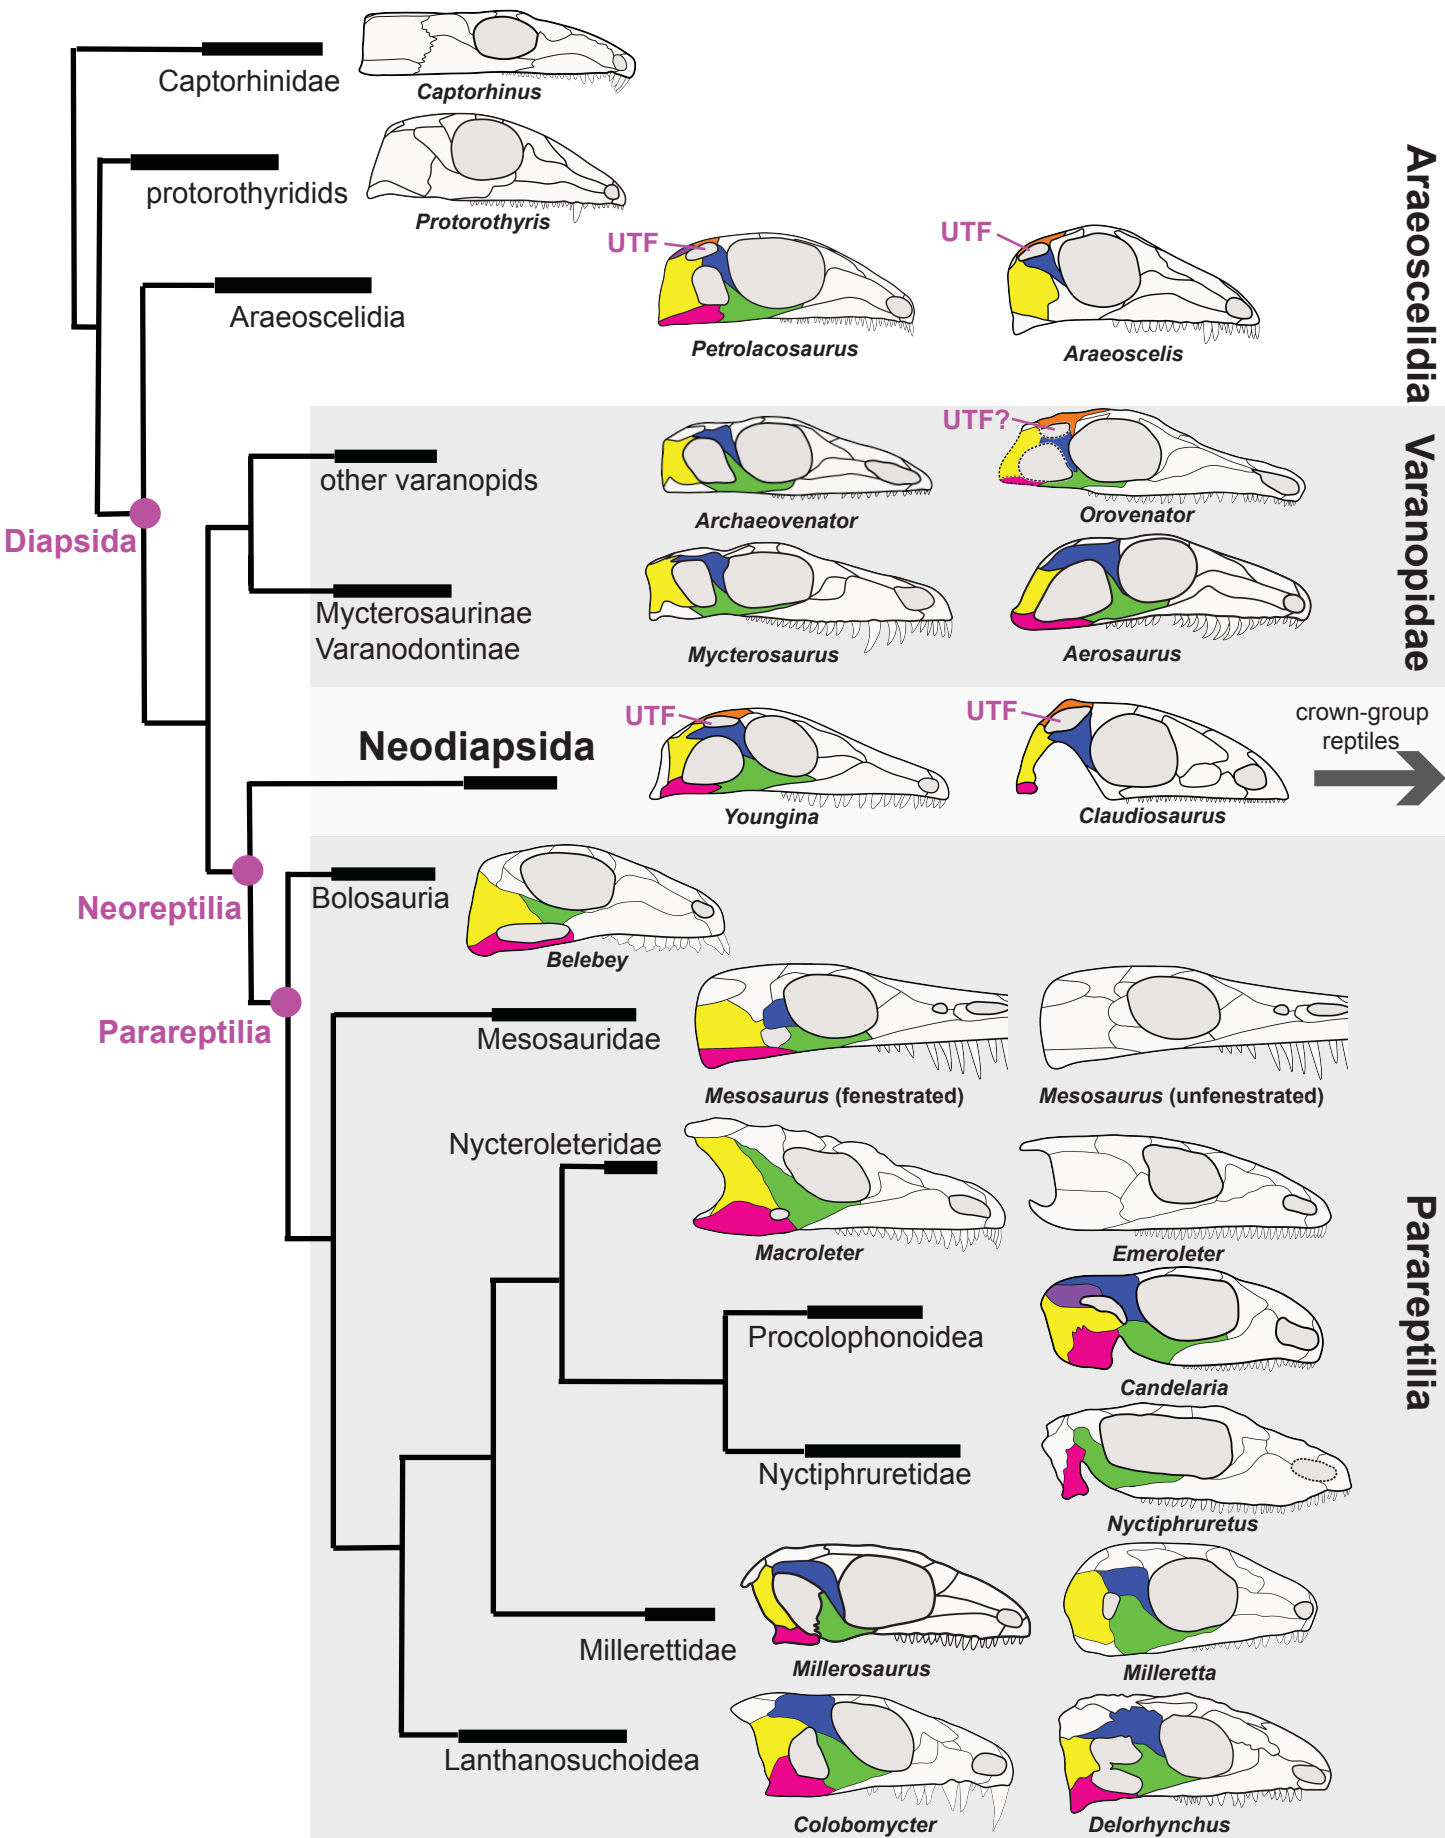 Captorhinidae
Captorhinus
protorothyridids
Protorothyris
Araeoscelidia
UTF
Petrolacosaurus
UTF
Araeoscelis
Araeoscelidia
Diapsida
other varanopids
Archaeovenator
UTF?
Orovenator
Mycterosaurinae
Varanodontinae
Mycterosaurus
Aerosaurus
Varanopidae
Neodiapsida
UTF
Youngina
UTF
Claudiosaurus
crown-group
reptiles
Neoreptilia
Bolosauria
Belebey
Parareptilia
Mesosauridae
Mesosaurus (fenestrated)
Mesosaurus (unfenestrated)
Nycteroleteridae
Macroleter
Emeroleter
Parareptilia
Procolophonoidea
Candelaria
Nyctiphruretidae
Nyctiphruretus
Millerettidae
Millerosaurus
Milleretta
Lanthanosuchoidea
Colobomycter
Delorhynchus